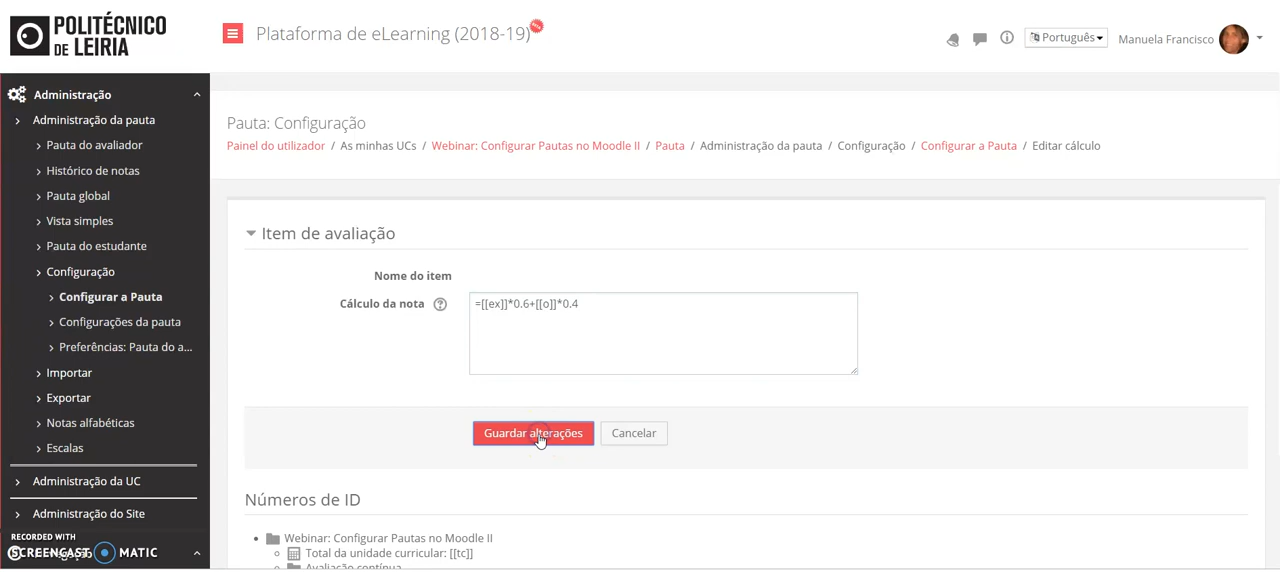 POLITÉCNICO
DE LEIRIA
Plataforma de eLearning (2018-19)
Português
Manuela Francisco
Administração
Administração da pauta
Pauta do avaliador
Histórico de notas
Pauta global
Vista simples
Pauta do estudante
Configuração
Configurar a Pauta
Configurações da pauta
Preferências: Pauta do a...
Importar
Exportar
Notas alfabéticas
Escalas
Administração da UC
Administração do Site
RECORDED WITH
SCREENCAST MATIC
Pauta: Configuração
Painel do utilizador / As minhas UCs / Webinar: Configurar Pautas no Moodle II / Pauta / Administração da pauta / Configuração / Configurar a Pauta / Editar cálculo
Item de avaliação
Nome do item
Cálculo da nota
=[[ex]]*0.6+[[o]]*0.4
Guardar alterações
Cancelar
Números de ID
Webinar: Configurar Pautas no Moodle II
Total da unidade curricular: [[tc]]
Avaliação contínua